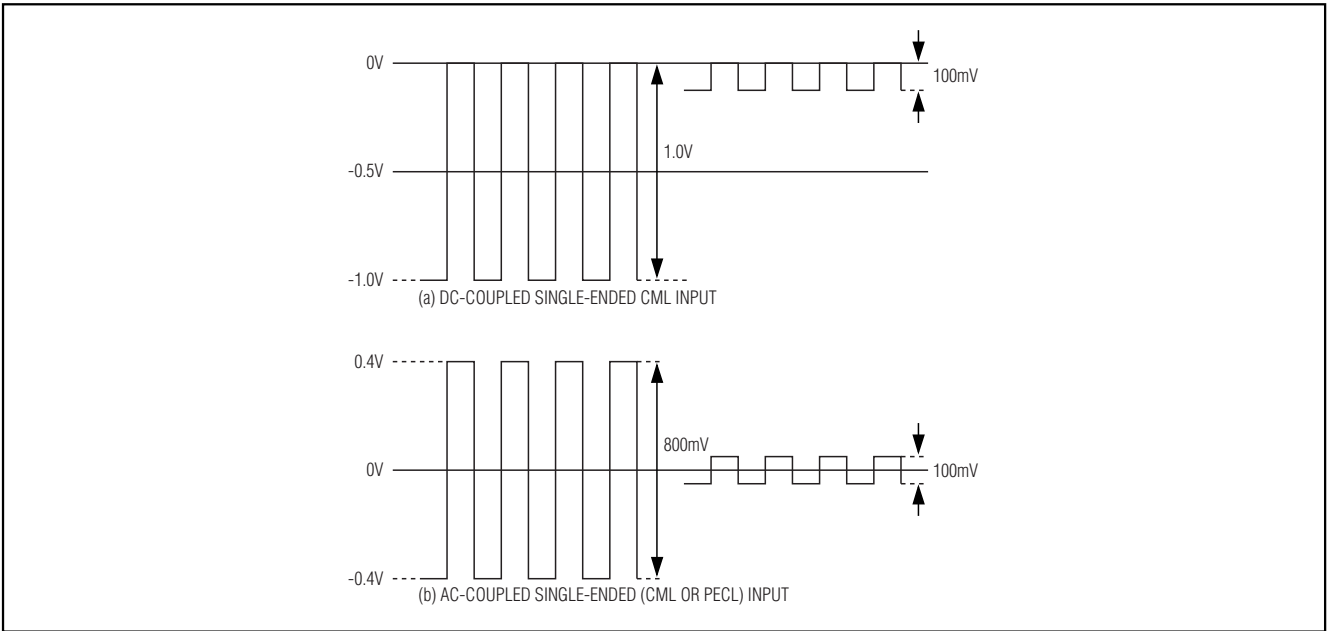 0V
100mV
1.0V
-0.5V
-1.0V
(a) DC-COUPLED SINGLE-ENDED CML INPUT
0.4V
800mV
0V
100mV
-0.4V
(b) AC-COUPLED SINGLE-ENDED (CML OR PECL) INPUT